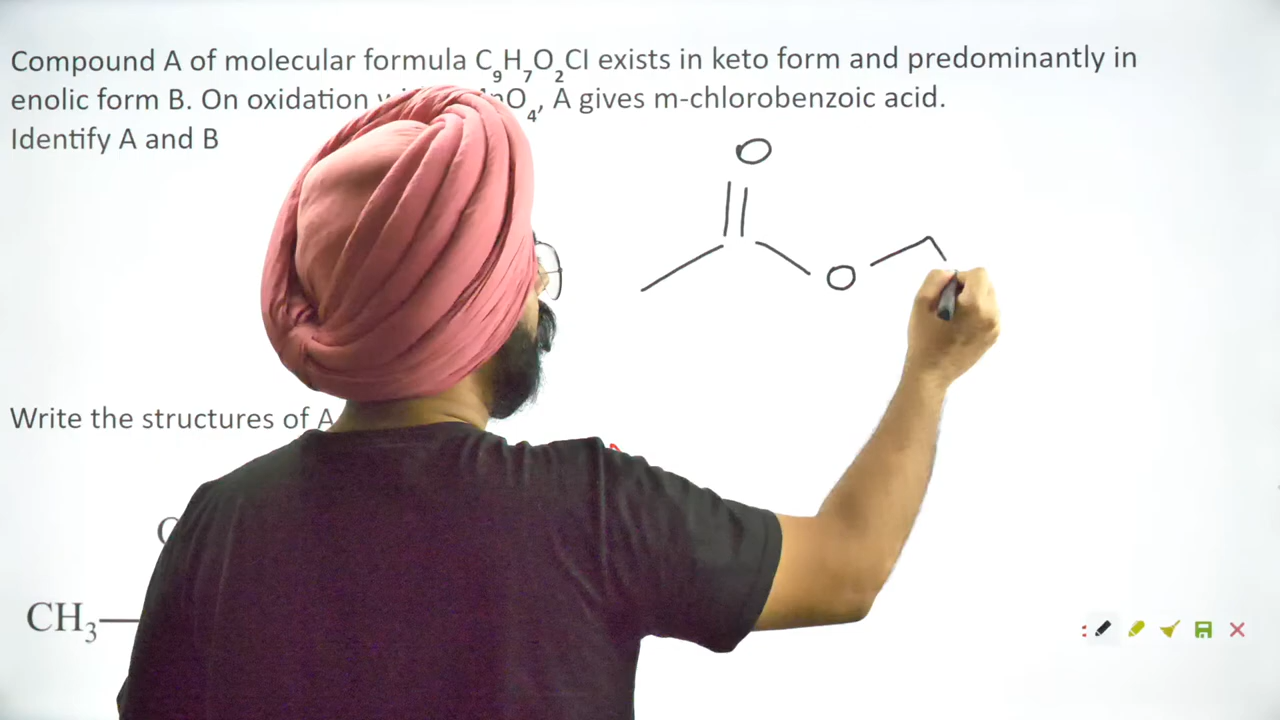 Compound A of molecular formula C₉H₇O₂Cl exists in keto form and predominantly in
enolic form B. On oxidation O₄, A gives m-chlorobenzoic acid.
Identify A and B
O
O
Write the structures of A
CH₃—